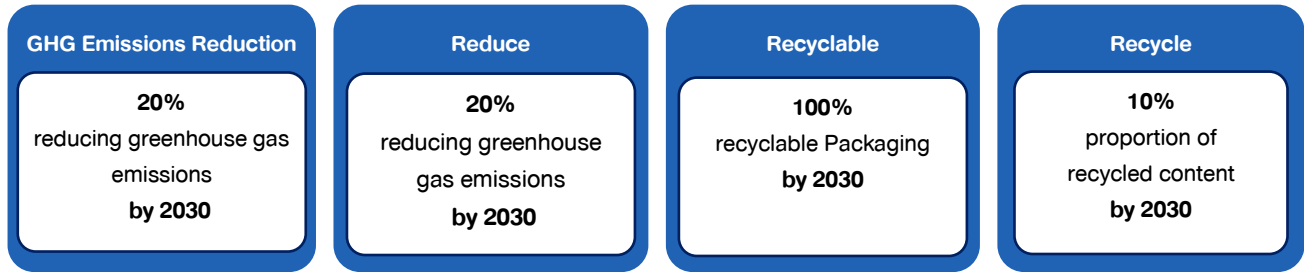 GHG Emissions Reduction
20%
reducing greenhouse gas
emissions
by 2030
Reduce
20%
reducing greenhouse
gas emissions
by 2030
Recyclable
100%
recyclable Packaging
by 2030
Recycle
10%
proportion of
recycled content
by 2030